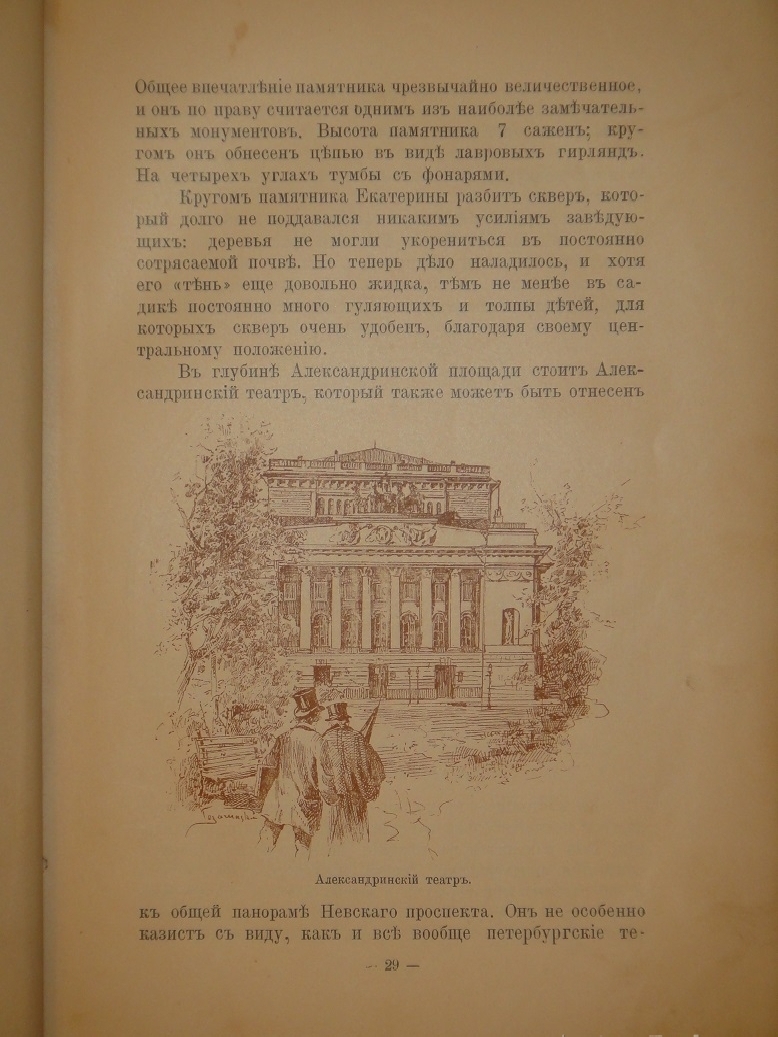 Общее впечатлѣніе памятника чрезвычайно величественное,
и онъ по праву считается однимъ изъ наиболѣе замѣчатель-
ныхъ монументовъ. Высота памятника 7 саженъ; кру-
гомъ онъ обнесенъ цѣпью въ видѣ лавровыхъ гирляндъ.
На четырехъ углахъ тумбы съ фонарями.
Кругомъ памятника Екатерины разбитъ скверъ, кото-
рый долго не поддавался никакимъ усиліямъ завѣдую-
щихъ: деревья не могли укорениться въ постоянно
сотрясаемой почвѣ. Но теперь дѣло наладилось, и хотя
его «тѣнь» еще довольно жидка, тѣмъ не менѣе въ са-
дикѣ постоянно много гуляющихъ и толпы дѣтей, для
которыхъ скверъ очень удобенъ, благодаря своему цен-
тральному положенію.
Въ глубинѣ Александринской площади стоитъ Алек-
сандринскій театръ, который также можетъ быть отнесенъ
Александринскій театръ.
къ общей панорамѣ Невскаго проспекта. Онъ не особенно
казистъ съ виду, какъ и всѣ вообще петербургскіе те-
— 29 —